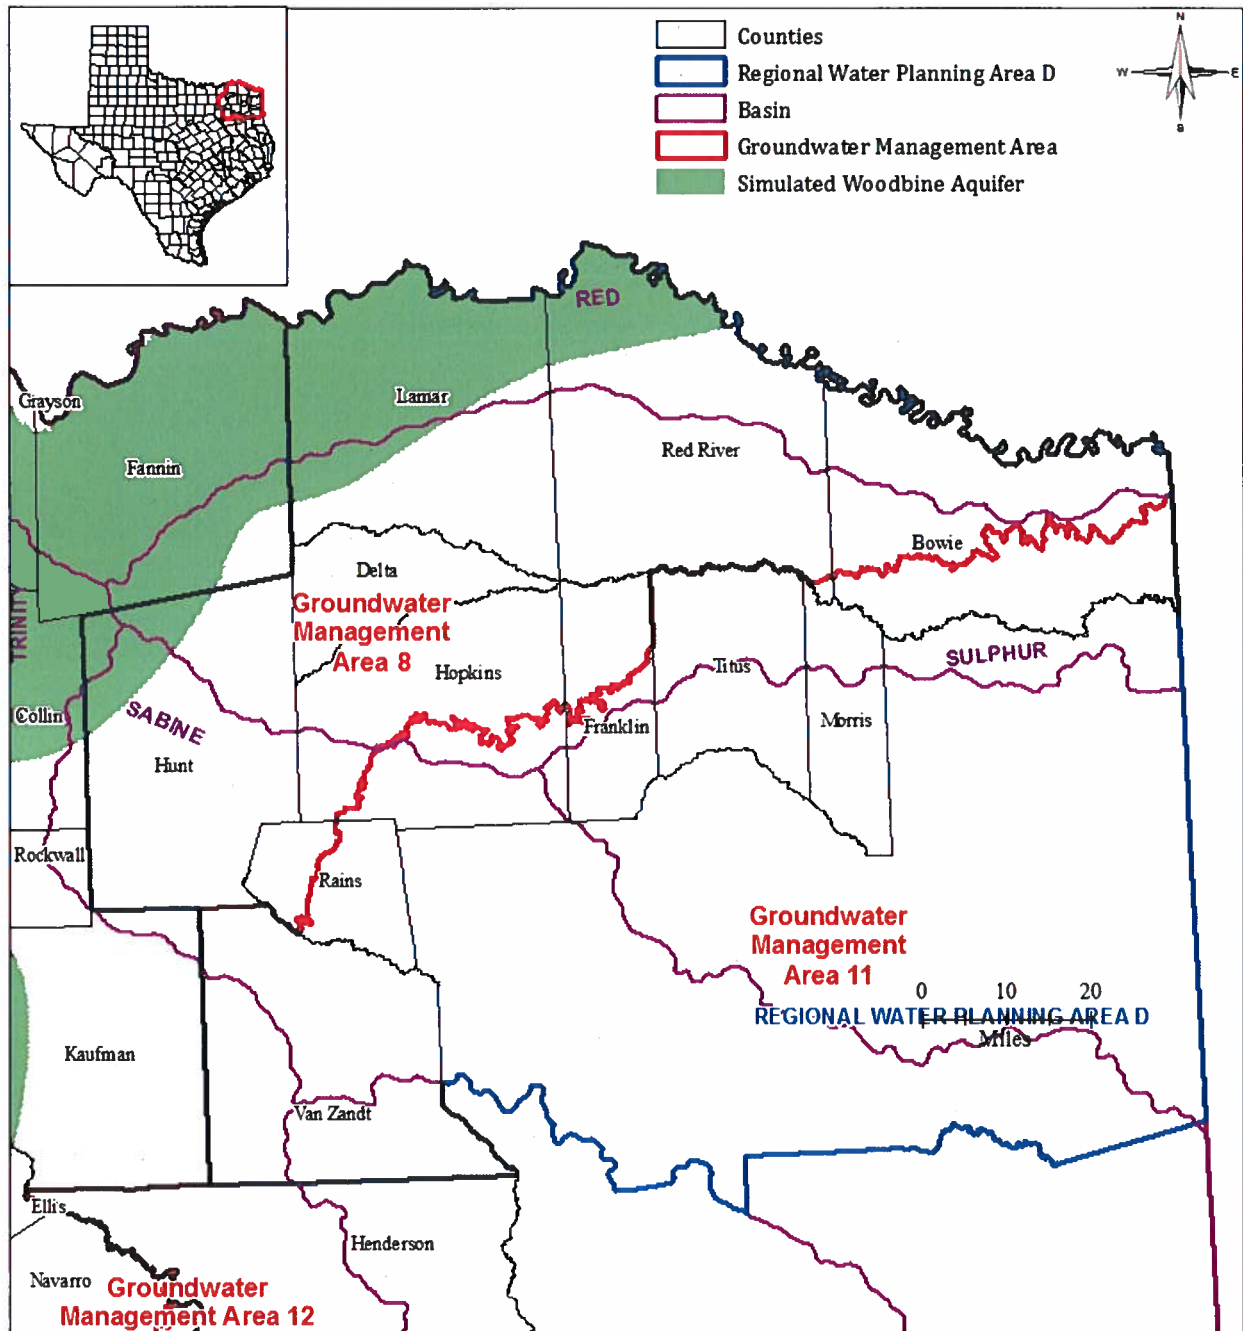 Counties
Regional Water Planning Area D
Basin
Groundwater Management Area
Simulated Woodbine Aquifer
N
W
E
S
RED
Grayson
Lamar
Fannin
Red River
Bowie
Delta
Groundwater
Management
Area 8
TRINITY
Hopkins
Titus
SULPHUR
Collin
SABINE
Franklin
Morris
Hunt
Rockwall
Rains
Groundwater
Management
Area 11
0 10 20
REGIONAL WATER PLANNING AREA D
Miles
Kaufman
Van Zandt
Ellis
Henderson
Navarro
Groundwater
Management Area 12